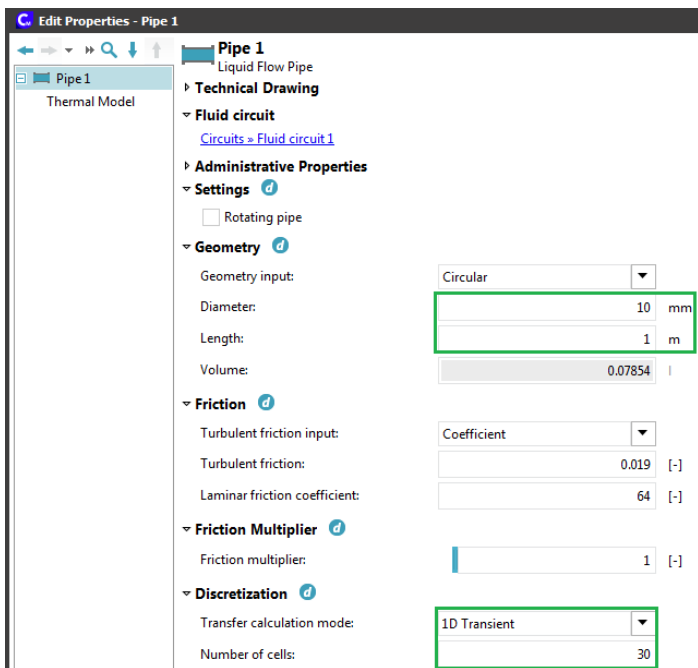 Edit Properties - Pipe 1
Pipe 1
Liquid Flow Pipe
Pipe 1
Thermal Model
Technical Drawing
Fluid circuit
Circuits » Fluid circuit 1
Administrative Properties
Settings d
Rotating pipe
Geometry d
Geometry input: Circular
Diameter: 10 mm
Length: 1 m
Volume: 0.07854 l
Friction d
Turbulent friction input: Coefficient
Turbulent friction: 0.019 [-]
Laminar friction coefficient: 64 [-]
Friction Multiplier d
Friction multiplier: 1 [-]
Discretization d
Transfer calculation mode: 1D Transient
Number of cells: 30